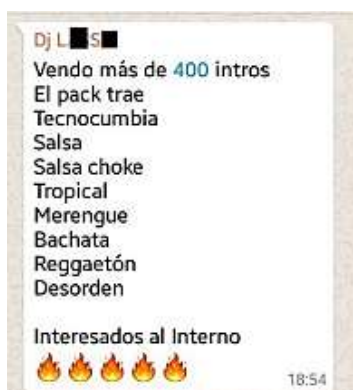 Dj L S
Vendo más de 400 intros
El pack trae
Tecnocumbia
Salsa
Salsa choke
Tropical
Merengue
Bachata
Reggaetón
Desorden
Interesados al Interno
🔥🔥🔥🔥🔥
18:54